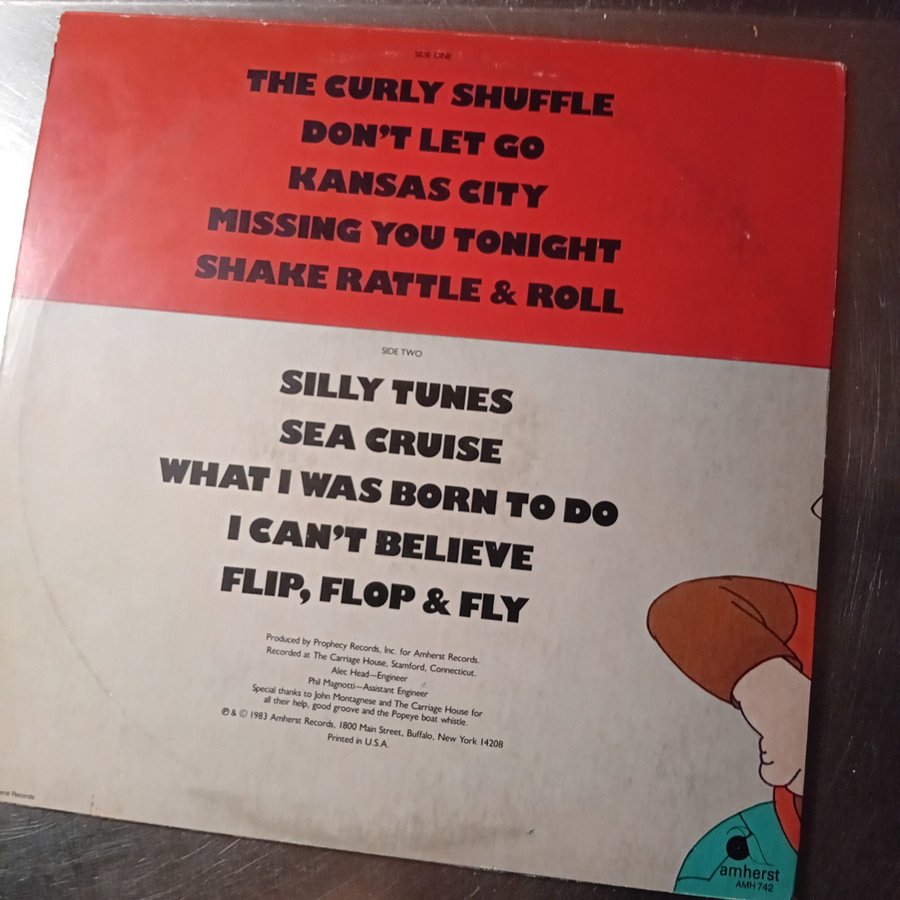 SIDE ONE
THE CURLY SHUFFLE
DON'T LET GO
KANSAS CITY
MISSING YOU TONIGHT
SHAKE RATTLE & ROLL
SIDE TWO
SILLY TUNES
SEA CRUISE
WHAT I WAS BORN TO DO
I CAN'T BELIEVE
FLIP, FLOP & FLY
Produced by Prophecy Records, Inc. for Amherst Records.
Recorded at The Carriage House, Stamford, Connecticut.
Alec Head—Engineer
Phil Magnotti—Assistant Engineer
Special thanks to John Montagnese and The Carriage House for
all their help, good groove and the Popeye boat whistle.
℗ & © 1983 Amherst Records, 1800 Main Street, Buffalo, New York 14208
Printed in U.S.A.
Records
amherst
AMH 742